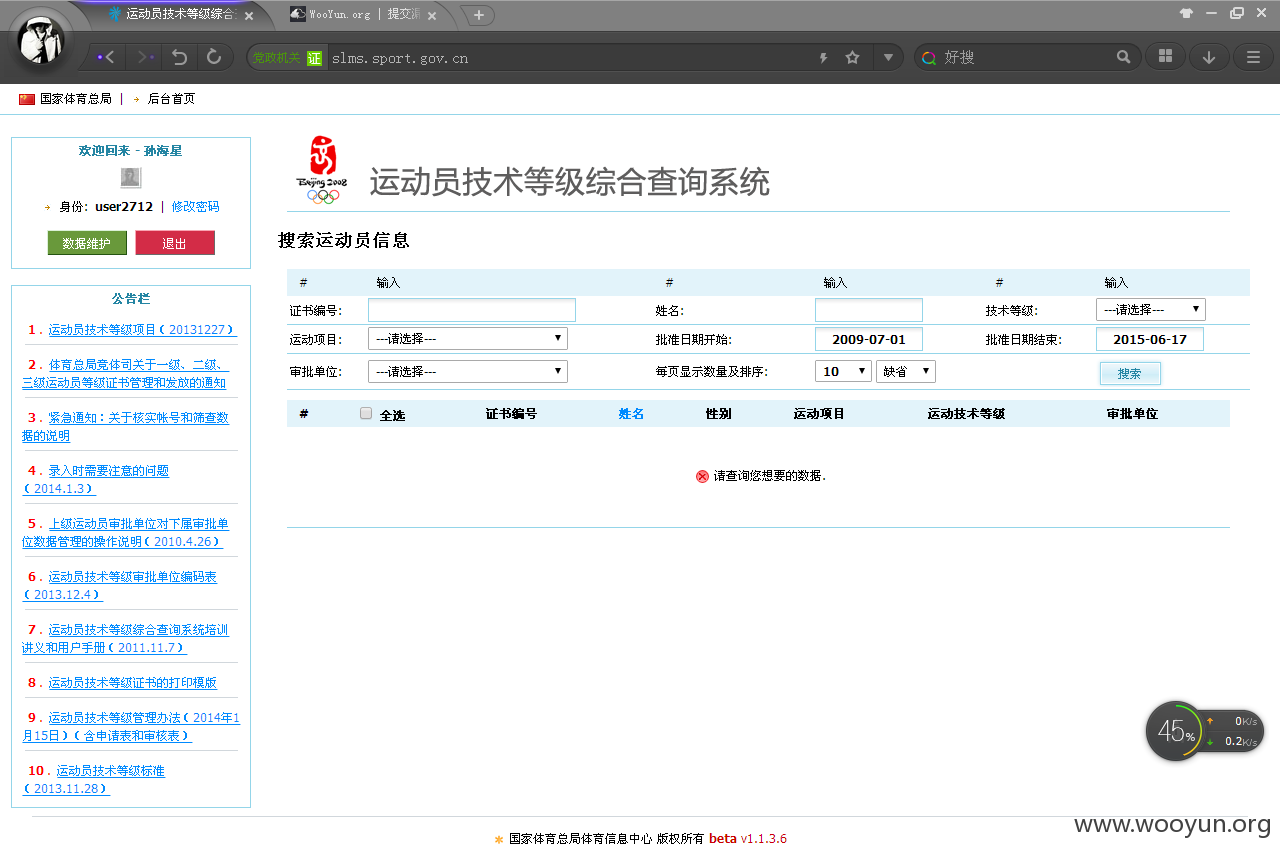 运动员技术等级综合
WooYun.org | 提交漏
党政机关 证 slms.sport.gov.cn
好搜
国家体育总局 | → 后台首页
欢迎回来 - 孙海星
身份: user2712 | 修改密码
数据维护 退出
公告栏
1. 运动员技术等级项目(20131227)
2. 体育总局竞体司关于一级、二级、
三级运动员等级证书管理和发放的通知
3. 紧急通知：关于核实帐号和筛查数
据的说明
4. 录入时需要注意的问题
(2014.1.3)
5. 上级运动员审批单位对下属审批单
位数据管理的操作说明(2010.4.26)
6. 运动员技术等级审批单位编码表
(2013.12.4)
7. 运动员技术等级综合查询系统培训
讲义和用户手册(2011.11.7)
8. 运动员技术等级证书的打印模版
9. 运动员技术等级管理办法(2014年1
月15日)(含申请表和审核表)
10. 运动员技术等级标准
(2013.11.28)
Beijing 2008
运动员技术等级综合查询系统
搜索运动员信息
# 输入 # 输入 # 输入
证书编号: 姓名: 技术等级: ---请选择---
运动项目: ---请选择--- 批准日期开始: 2009-07-01 批准日期结束: 2015-06-17
审批单位: ---请选择--- 每页显示数量及排序: 10 缺省 搜索
# 全选 证书编号 姓名 性别 运动项目 运动技术等级 审批单位
请查询您想要的数据.
45% 0K/s
0.2K/s
国家体育总局体育信息中心 版权所有 beta v1.1.3.6
www.wooyun.org